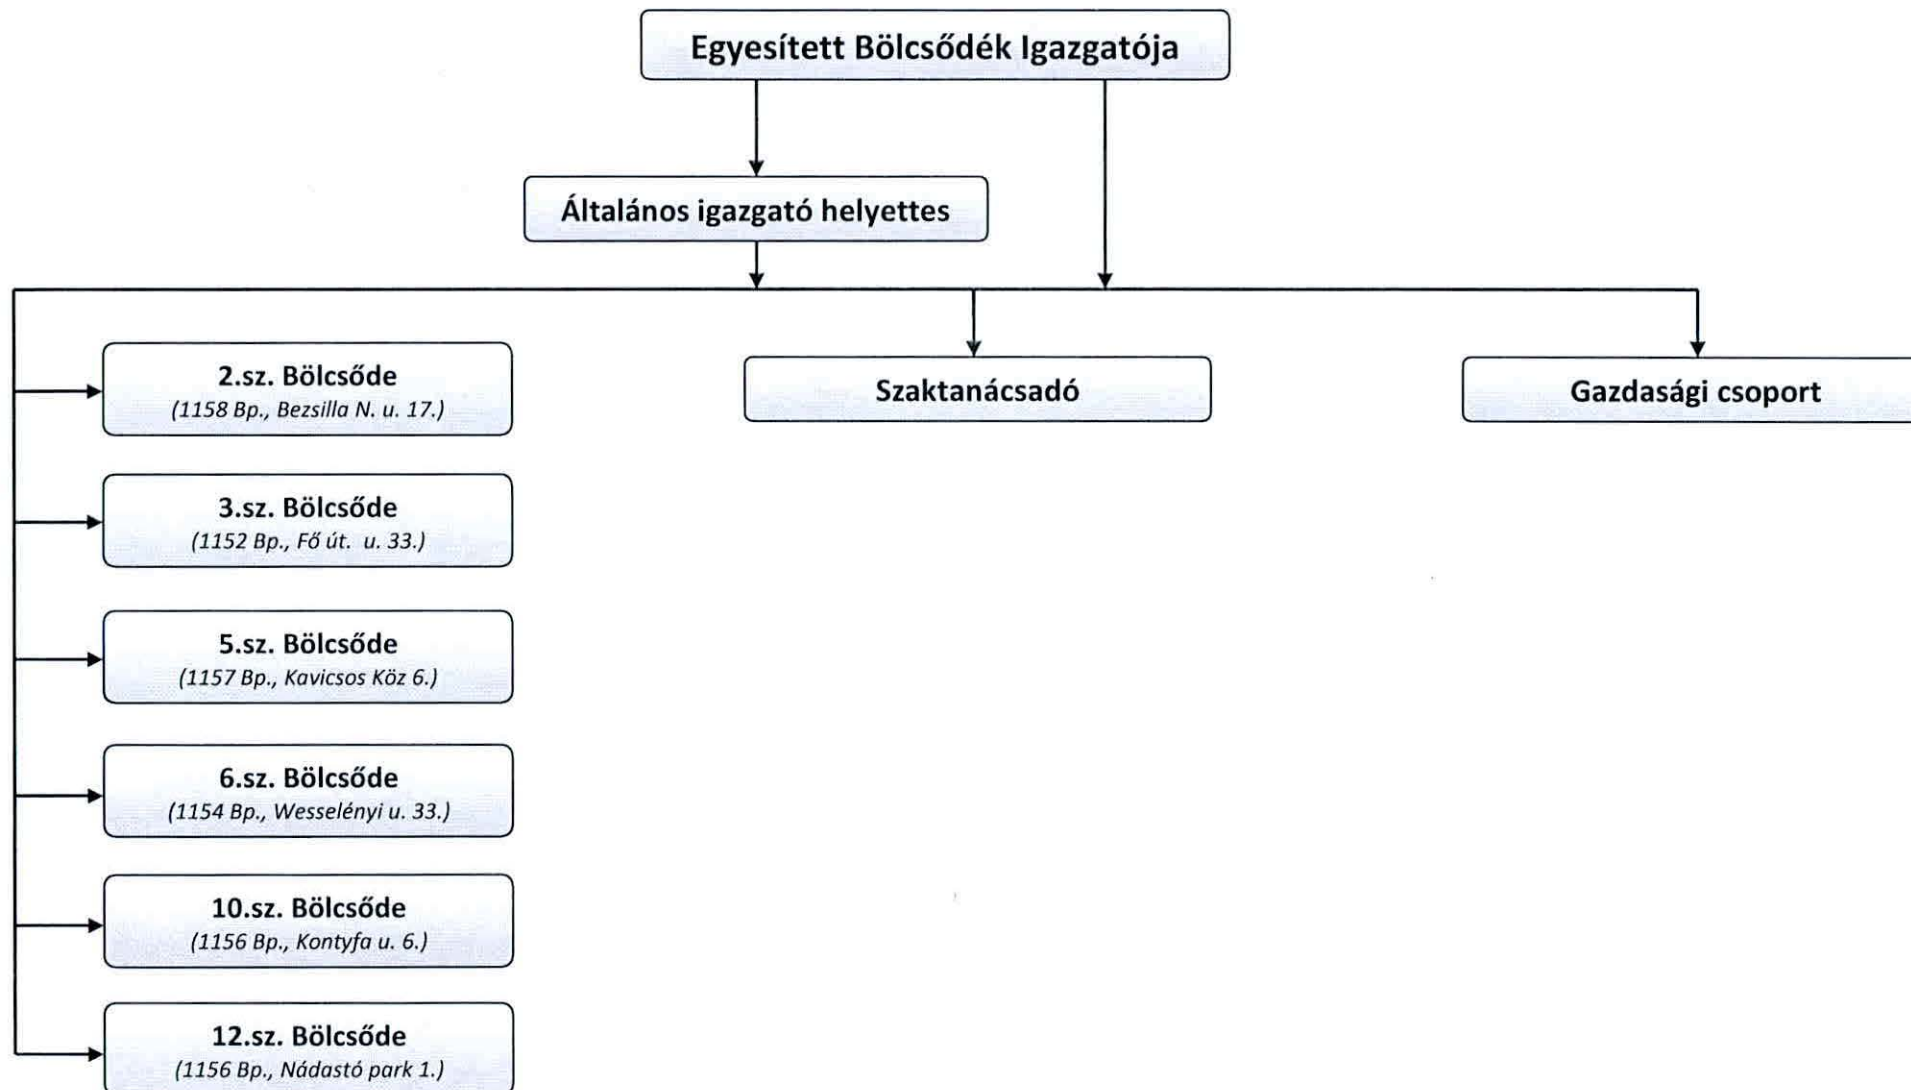 Egyesített Bölcsődék Igazgatója
Általános igazgató helyettes
2.sz. Bölcsőde
(1158 Bp., Bezsilla N. u. 17.)
Szaktanácsadó
Gazdasági csoport
3.sz. Bölcsőde
(1152 Bp., Fő út. u. 33.)
5.sz. Bölcsőde
(1157 Bp., Kavicsos Köz 6.)
6.sz. Bölcsőde
(1154 Bp., Wesselényi u. 33.)
10.sz. Bölcsőde
(1156 Bp., Kontyfa u. 6.)
12.sz. Bölcsőde
(1156 Bp., Nádastó park 1.)